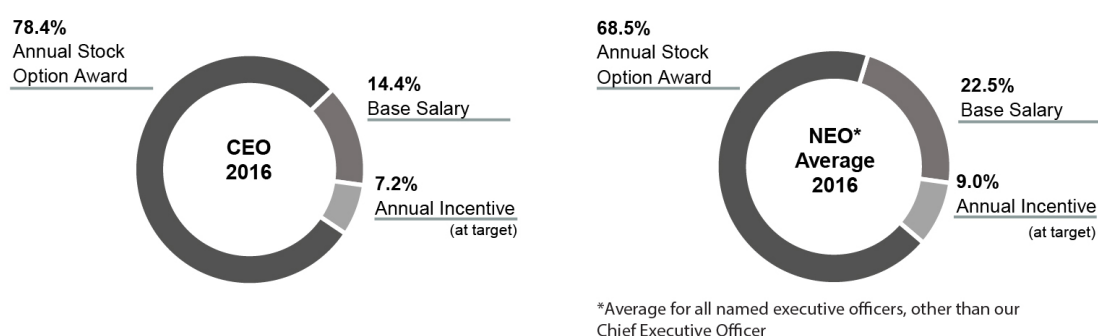 78.4%
Annual Stock
Option Award
14.4%
Base Salary
CEO
2016
7.2%
Annual Incentive
(at target)
68.5%
Annual Stock
Option Award
22.5%
Base Salary
NEO*
Average
2016
9.0%
Annual Incentive
(at target)
*Average for all named executive officers, other than our
Chief Executive Officer